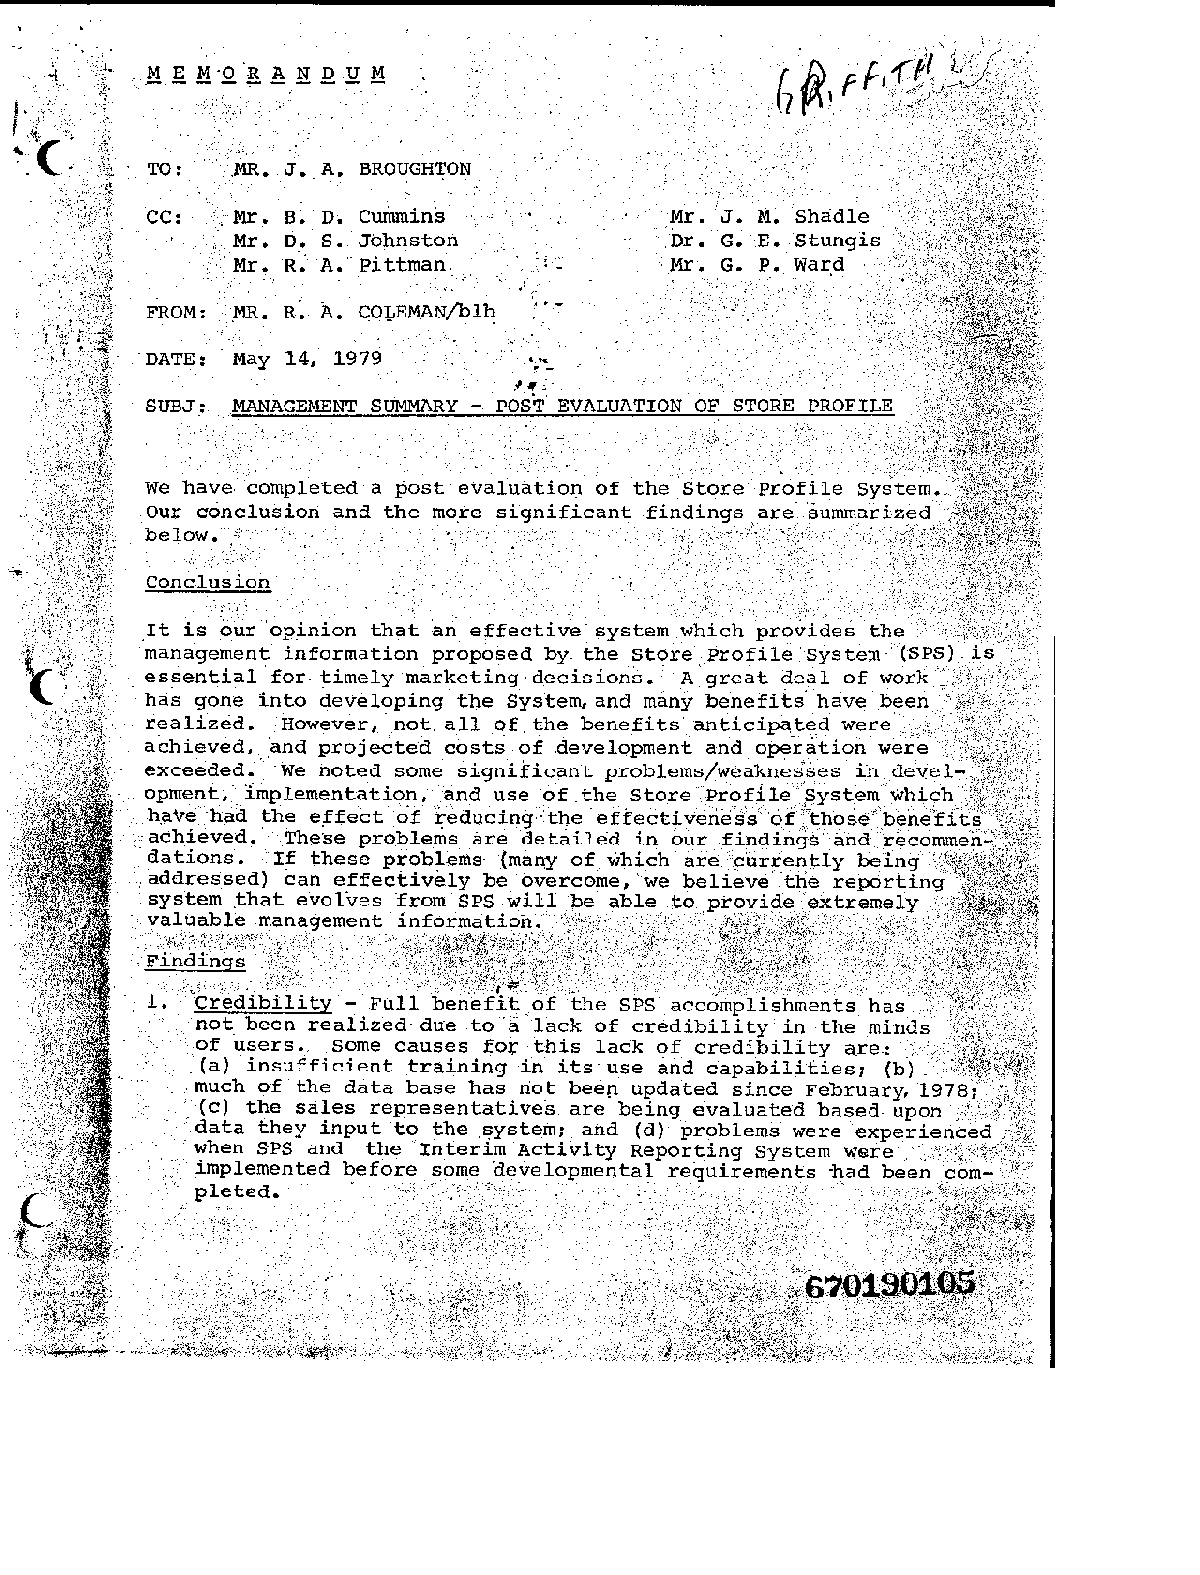 M E M O R A N D U M
GRIFFITH
TO: MR. J. A. BROUGHTON
CC: Mr. B. D. Cummins Mr. J. M. Shadle
Mr. D. S. Johnston Dr. G. E. Stungis
Mr. R. A. Pittman Mr. G. P. Ward
FROM: MR. R. A. COLEMAN/blh
DATE: May 14, 1979
SUBJ: MANAGEMENT SUMMARY - POST EVALUATION OF STORE PROFILE
We have completed a post evaluation of the Store Profile System.
Our conclusion and the more significant findings are summarized
below.
Conclusion
It is our opinion that an effective system which provides the
management information proposed by the Store Profile System (SPS) is
essential for timely marketing decisions. A great deal of work
has gone into developing the System, and many benefits have been
realized. However, not all of the benefits anticipated were
achieved, and projected costs of development and operation were
exceeded. We noted some significant problems/weaknesses in devel-
opment, implementation, and use of the Store Profile System which
have had the effect of reducing the effectiveness of those benefits
achieved. These problems are detailed in our findings and recommen-
dations. If these problems (many of which are currently being
addressed) can effectively be overcome, we believe the reporting
system that evolves from SPS will be able to provide extremely
valuable management information.
Findings
1. Credibility - Full benefit of the SPS accomplishments has
not been realized due to a lack of credibility in the minds
of users. Some causes for this lack of credibility are:
(a) insufficient training in its use and capabilities; (b)
much of the data base has not been updated since February, 1978;
(c) the sales representatives are being evaluated based upon
data they input to the system; and (d) problems were experienced
when SPS and the Interim Activity Reporting System were
implemented before some developmental requirements had been com-
pleted.
670190105